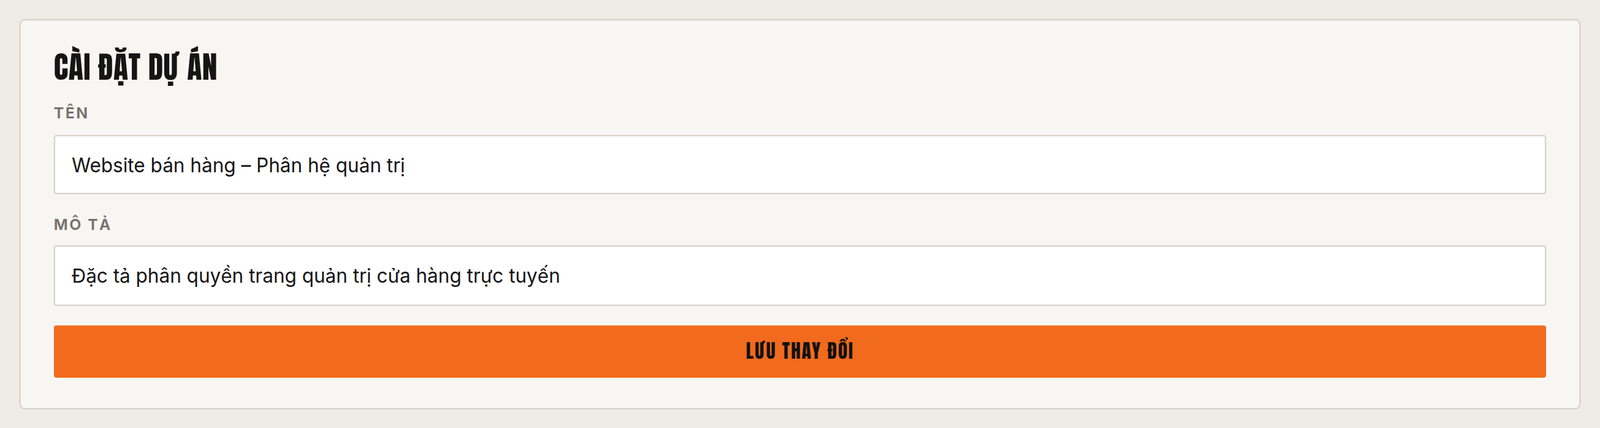 CÀI ĐẶT DỰ ÁN
TÊN
Website bán hàng – Phân hệ quản trị
MÔ TẢ
Đặc tả phân quyền trang quản trị cửa hàng trực tuyến
LƯU THAY ĐỔI